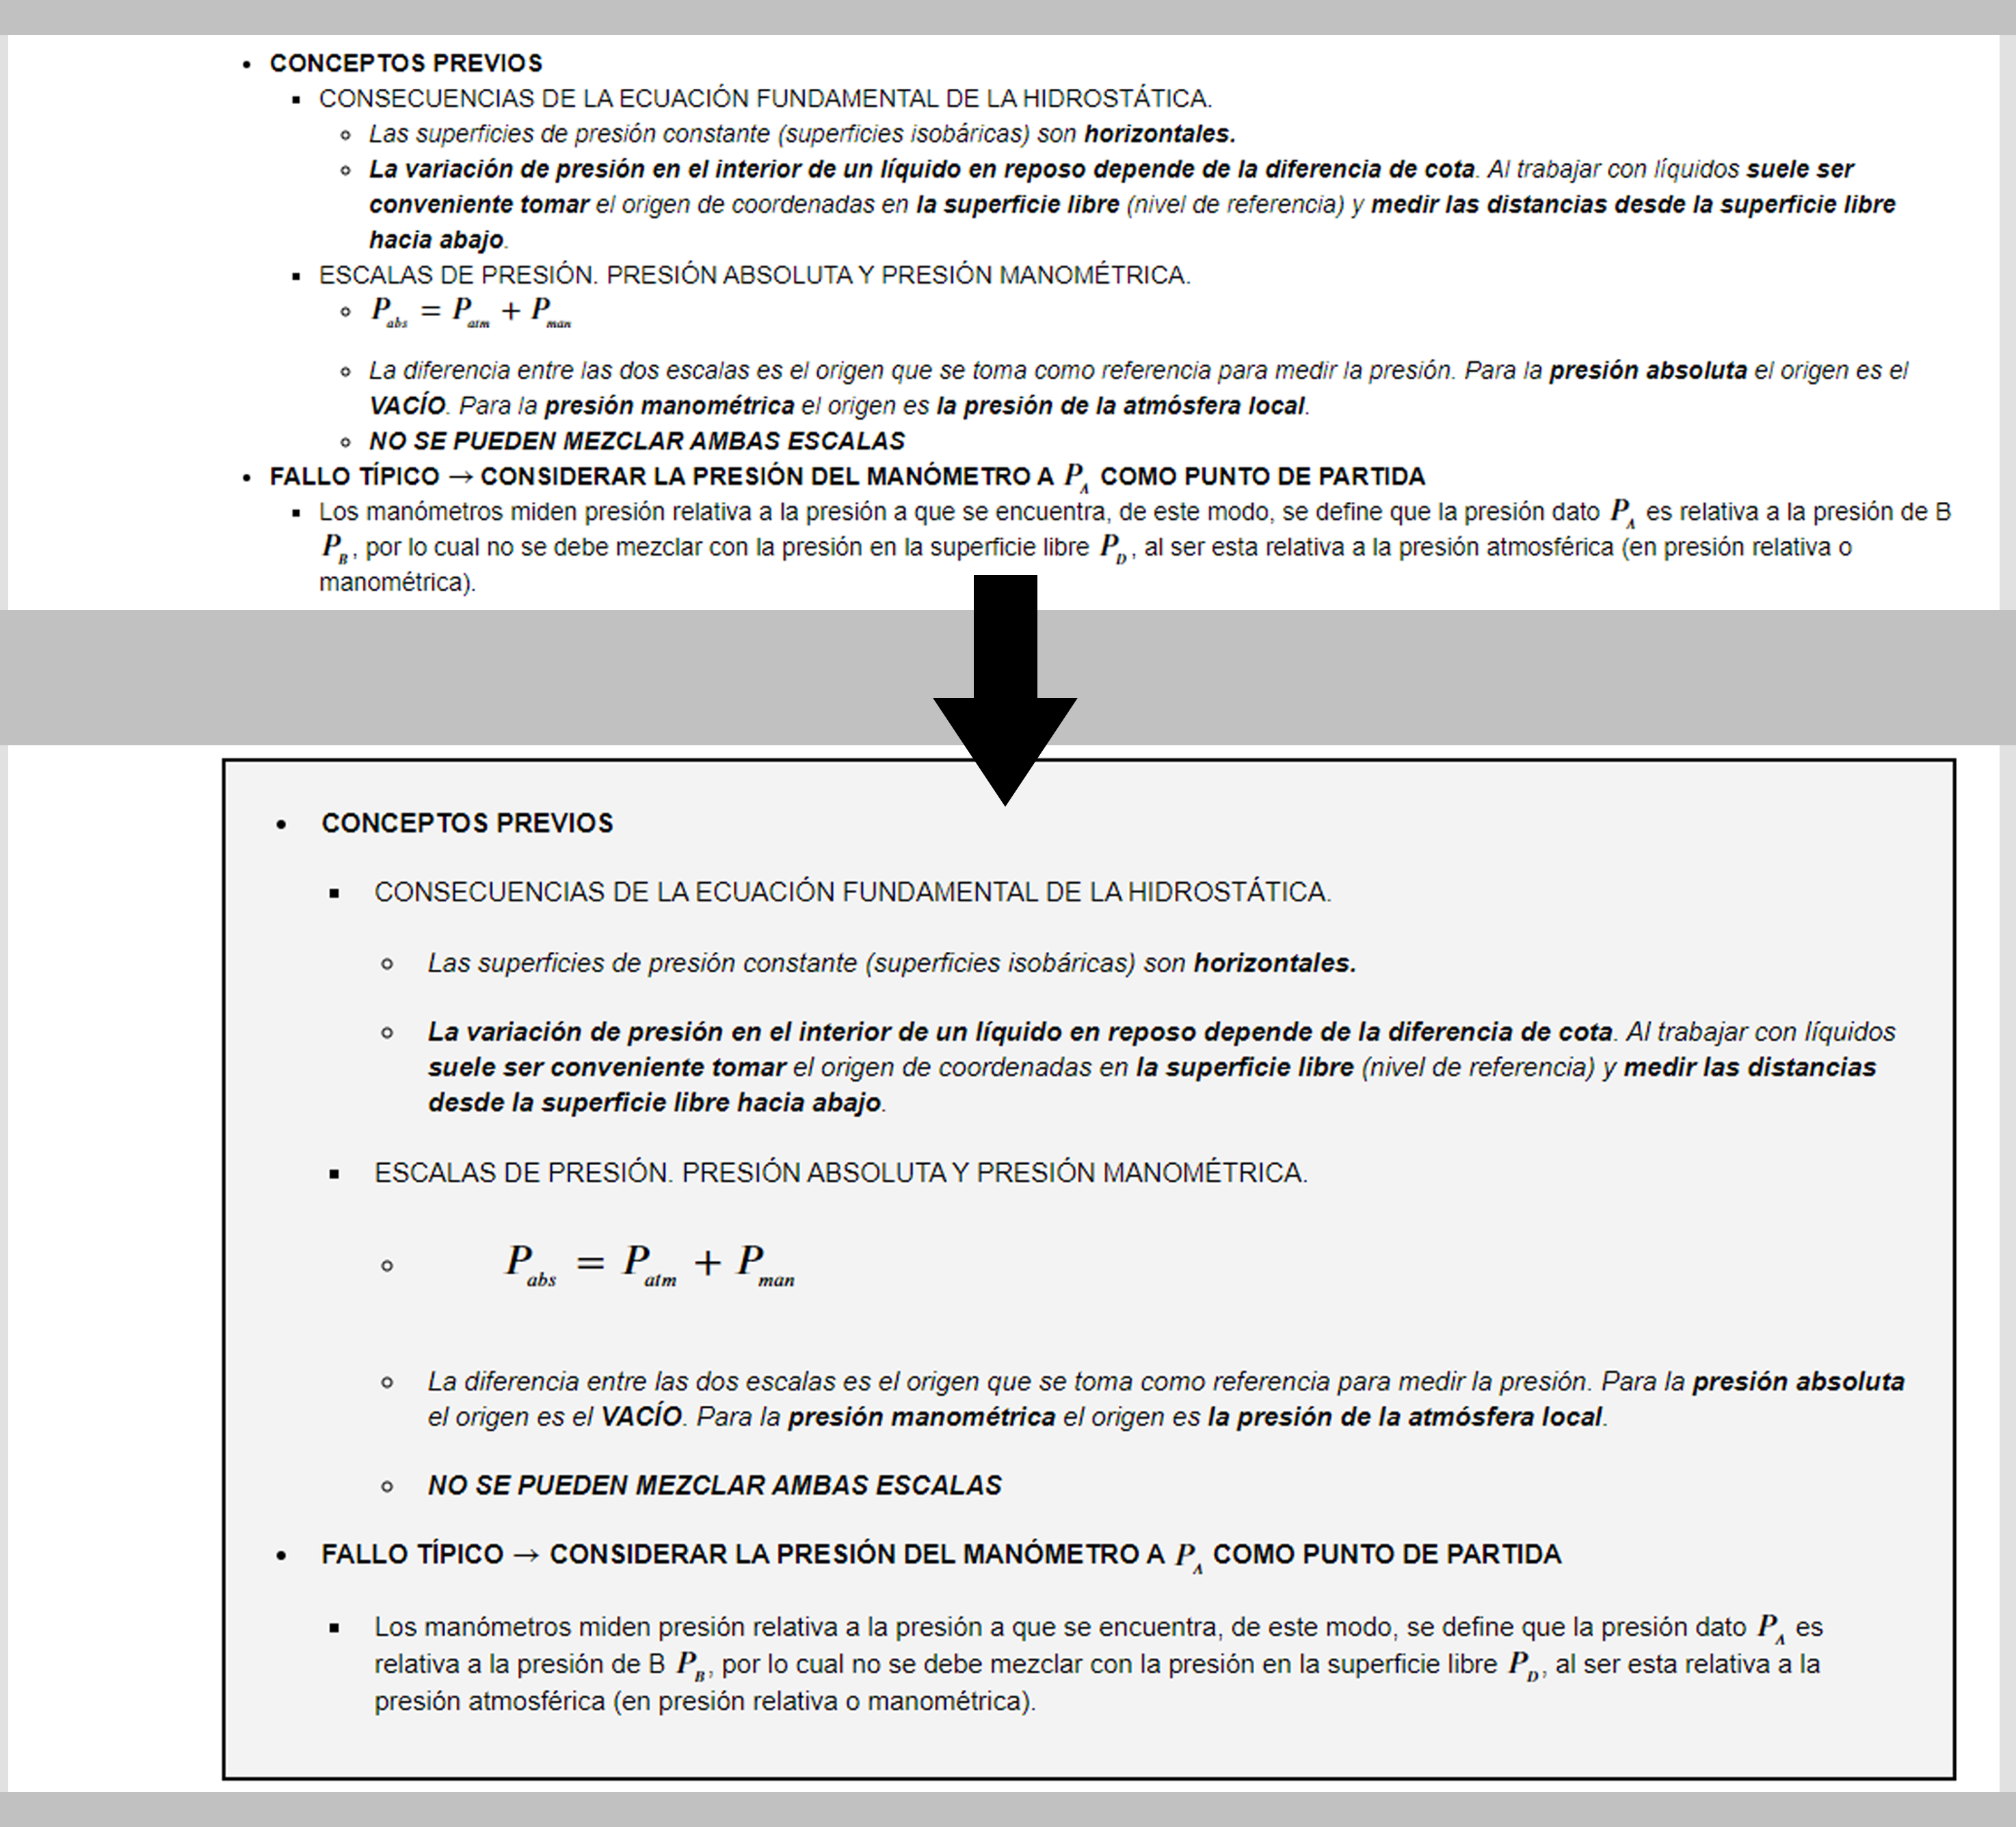 • CONCEPTOS PREVIOS
▪ CONSECUENCIAS DE LA ECUACIÓN FUNDAMENTAL DE LA HIDROSTÁTICA.
○ Las superficies de presión constante (superficies isobáricas) son horizontales.
○ La variación de presión en el interior de un líquido en reposo depende de la diferencia de cota. Al trabajar con líquidos suele ser
conveniente tomar el origen de coordenadas en la superficie libre (nivel de referencia) y medir las distancias desde la superficie libre
hacia abajo.
▪ ESCALAS DE PRESIÓN. PRESIÓN ABSOLUTA Y PRESIÓN MANOMÉTRICA.
○ P_abs = P_atm + P_man
○ La diferencia entre las dos escalas es el origen que se toma como referencia para medir la presión. Para la presión absoluta el origen es el
VACÍO. Para la presión manométrica el origen es la presión de la atmósfera local.
○ NO SE PUEDEN MEZCLAR AMBAS ESCALAS
• FALLO TÍPICO → CONSIDERAR LA PRESIÓN DEL MANÓMETRO A P_A COMO PUNTO DE PARTIDA
▪ Los manómetros miden presión relativa a la presión a que se encuentra, de este modo, se define que la presión dato P_A es relativa a la presión de B
P_B, por lo cual no se debe mezclar con la presión en la superficie libre P_D, al ser esta relativa a la presión atmosférica (en presión relativa o
manométrica).
• CONCEPTOS PREVIOS
▪ CONSECUENCIAS DE LA ECUACIÓN FUNDAMENTAL DE LA HIDROSTÁTICA.
○ Las superficies de presión constante (superficies isobáricas) son horizontales.
○ La variación de presión en el interior de un líquido en reposo depende de la diferencia de cota. Al trabajar con líquidos
suele ser conveniente tomar el origen de coordenadas en la superficie libre (nivel de referencia) y medir las distancias
desde la superficie libre hacia abajo.
▪ ESCALAS DE PRESIÓN. PRESIÓN ABSOLUTA Y PRESIÓN MANOMÉTRICA.
○ P_abs = P_atm + P_man
○ La diferencia entre las dos escalas es el origen que se toma como referencia para medir la presión. Para la presión absoluta
el origen es el VACÍO. Para la presión manométrica el origen es la presión de la atmósfera local.
○ NO SE PUEDEN MEZCLAR AMBAS ESCALAS
• FALLO TÍPICO → CONSIDERAR LA PRESIÓN DEL MANÓMETRO A P_A COMO PUNTO DE PARTIDA
▪ Los manómetros miden presión relativa a la presión a que se encuentra, de este modo, se define que la presión dato P_A es
relativa a la presión de B P_B, por lo cual no se debe mezclar con la presión en la superficie libre P_D, al ser esta relativa a la
presión atmosférica (en presión relativa o manométrica).